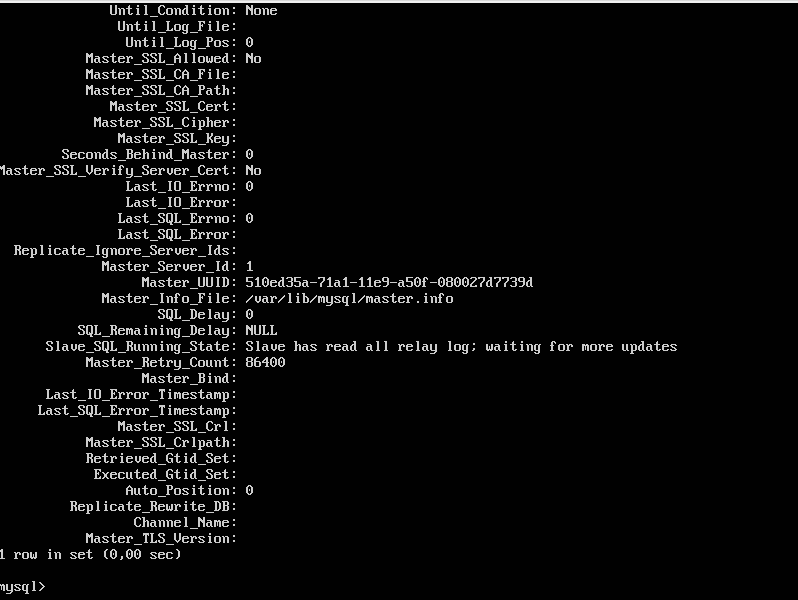 Until_Condition: None
Until_Log_File:
Until_Log_Pos: 0
Master_SSL_Allowed: No
Master_SSL_CA_File:
Master_SSL_CA_Path:
Master_SSL_Cert:
Master_SSL_Cipher:
Master_SSL_Key:
Seconds_Behind_Master: 0
Master_SSL_Verify_Server_Cert: No
Last_IO_Errno: 0
Last_IO_Error:
Last_SQL_Errno: 0
Last_SQL_Error:
Replicate_Ignore_Server_Ids:
Master_Server_Id: 1
Master_UUID: 510ed35a-71a1-11e9-a50f-080027d7739d
Master_Info_File: /var/lib/mysql/master.info
SQL_Delay: 0
SQL_Remaining_Delay: NULL
Slave_SQL_Running_State: Slave has read all relay log; waiting for more updates
Master_Retry_Count: 86400
Master_Bind:
Last_IO_Error_Timestamp:
Last_SQL_Error_Timestamp:
Master_SSL_Crl:
Master_SSL_Crlpath:
Retrieved_Gtid_Set:
Executed_Gtid_Set:
Auto_Position: 0
Replicate_Rewrite_DB:
Channel_Name:
Master_TLS_Version:
1 row in set (0,00 sec)
mysql>